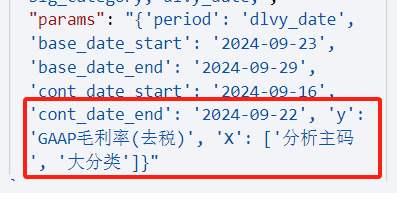 "params": "{'period': 'dlvy_date',
'base_date_start': '2024-09-23',
'base_date_end': '2024-09-29',
'cont_date_start': '2024-09-16',
'cont_date_end': '2024-09-22', 'y':
'GAAP毛利率(去税)', 'X': ['分析主码
', '大分类']}"